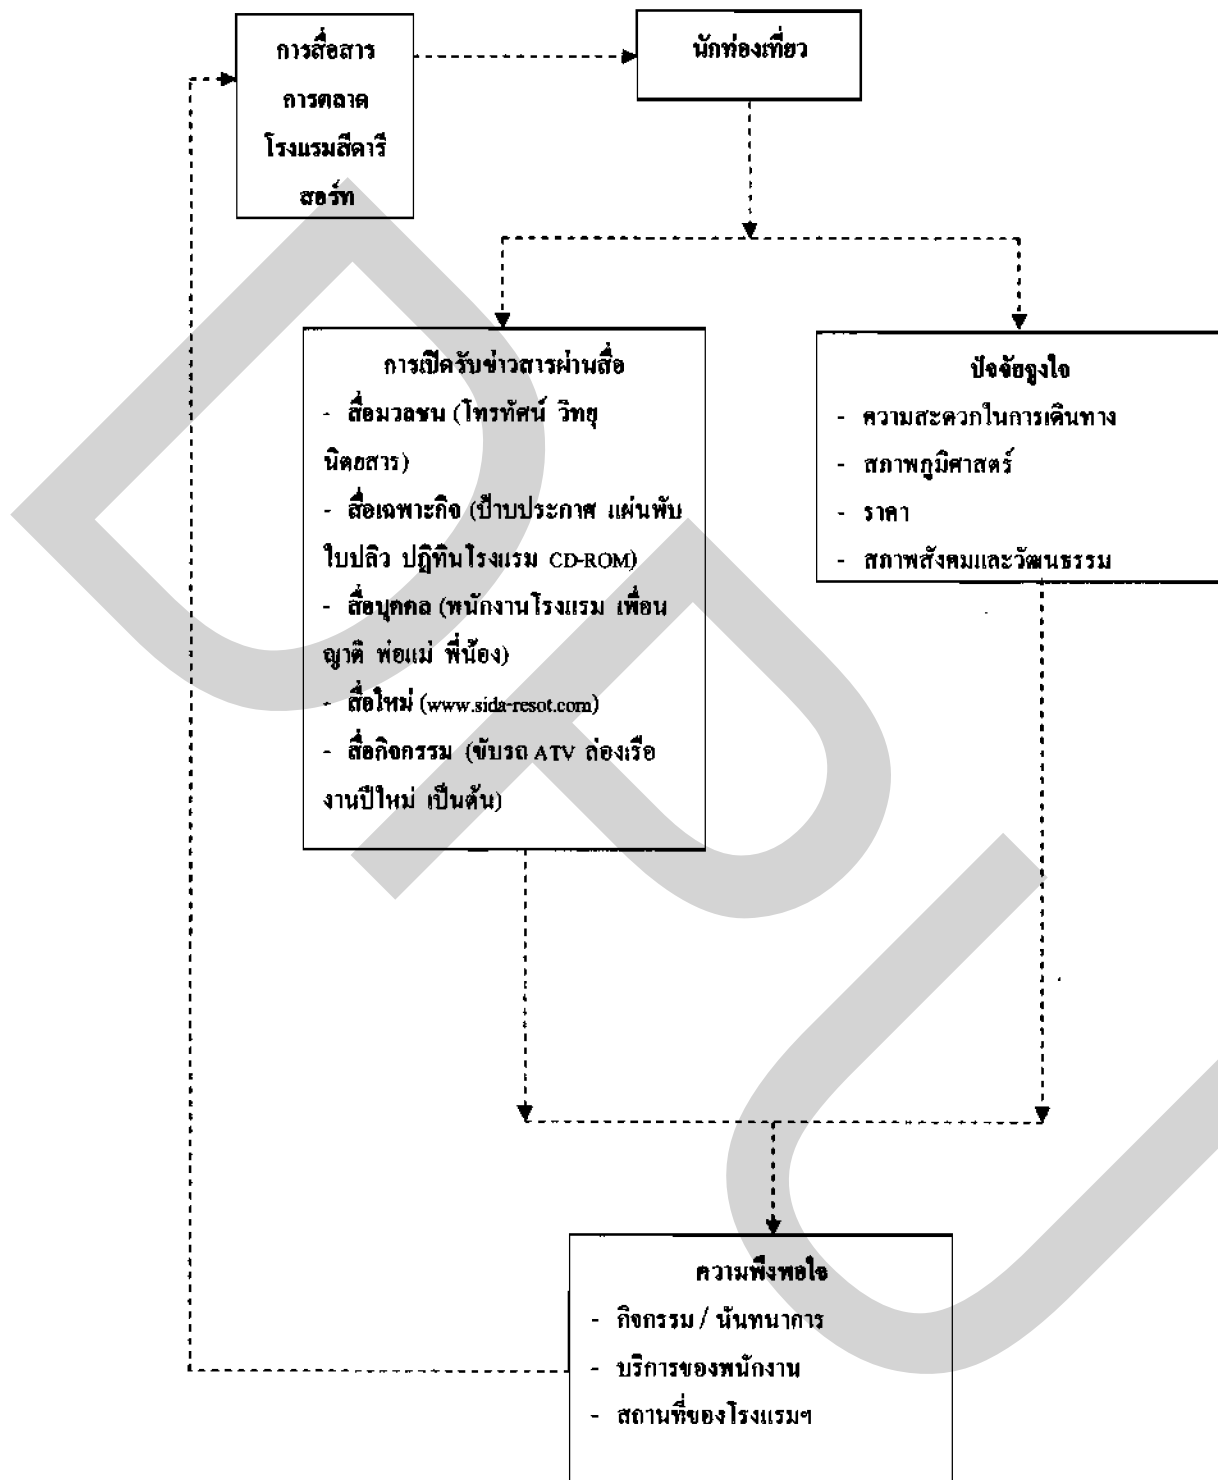 การสื่อสาร
การตลาด
โรงแรมสีดารี
สอร์ท
นักท่องเที่ยว
การเปิดรับข่าวสารผ่านสื่อ
- สื่อมวลชน (โทรทัศน์ วิทยุ
นิตยสาร)
- สื่อเฉพาะกิจ (ป้ายประกาศ แผ่นพับ
ใบปลิว ปฏิทินโรงแรม CD-ROM)
- สื่อบุคคล (พนักงานโรงแรม เพื่อน
ญาติ พ่อแม่ พี่น้อง)
- สื่อใหม่ (www.sida-resot.com)
- สื่อกิจกรรม (ขับรถ ATV ล่องเรือ
งานปีใหม่ เป็นต้น)
ปัจจัยจูงใจ
- ความสะดวกในการเดินทาง
- สภาพภูมิศาสตร์
- ราคา
- สภาพสังคมและวัฒนธรรม
ความพึงพอใจ
- กิจกรรม / นันทนาการ
- บริการของพนักงาน
- สถานที่ของโรงแรมฯ
DPU